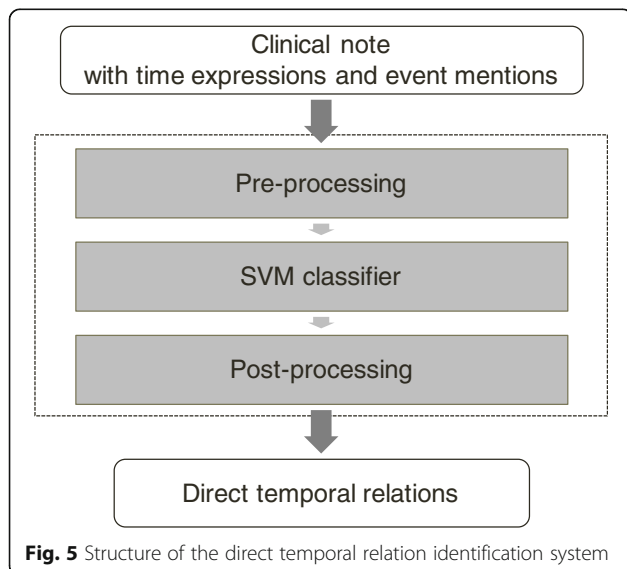 Clinical note
with time expressions and event mentions
Pre-processing
SVM classifier
Post-processing
Direct temporal relations
Fig. 5 Structure of the direct temporal relation identification system